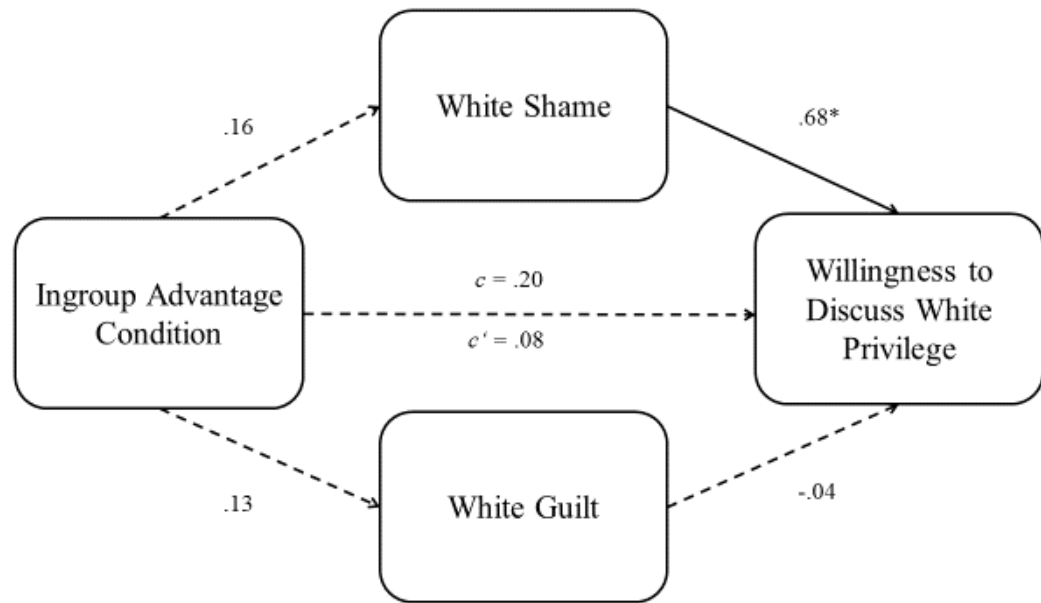 White Shame
.16
.68*
Ingroup Advantage
Condition
c = .20
c‘ = .08
Willingness to
Discuss White
Privilege
.13
White Guilt
-.04